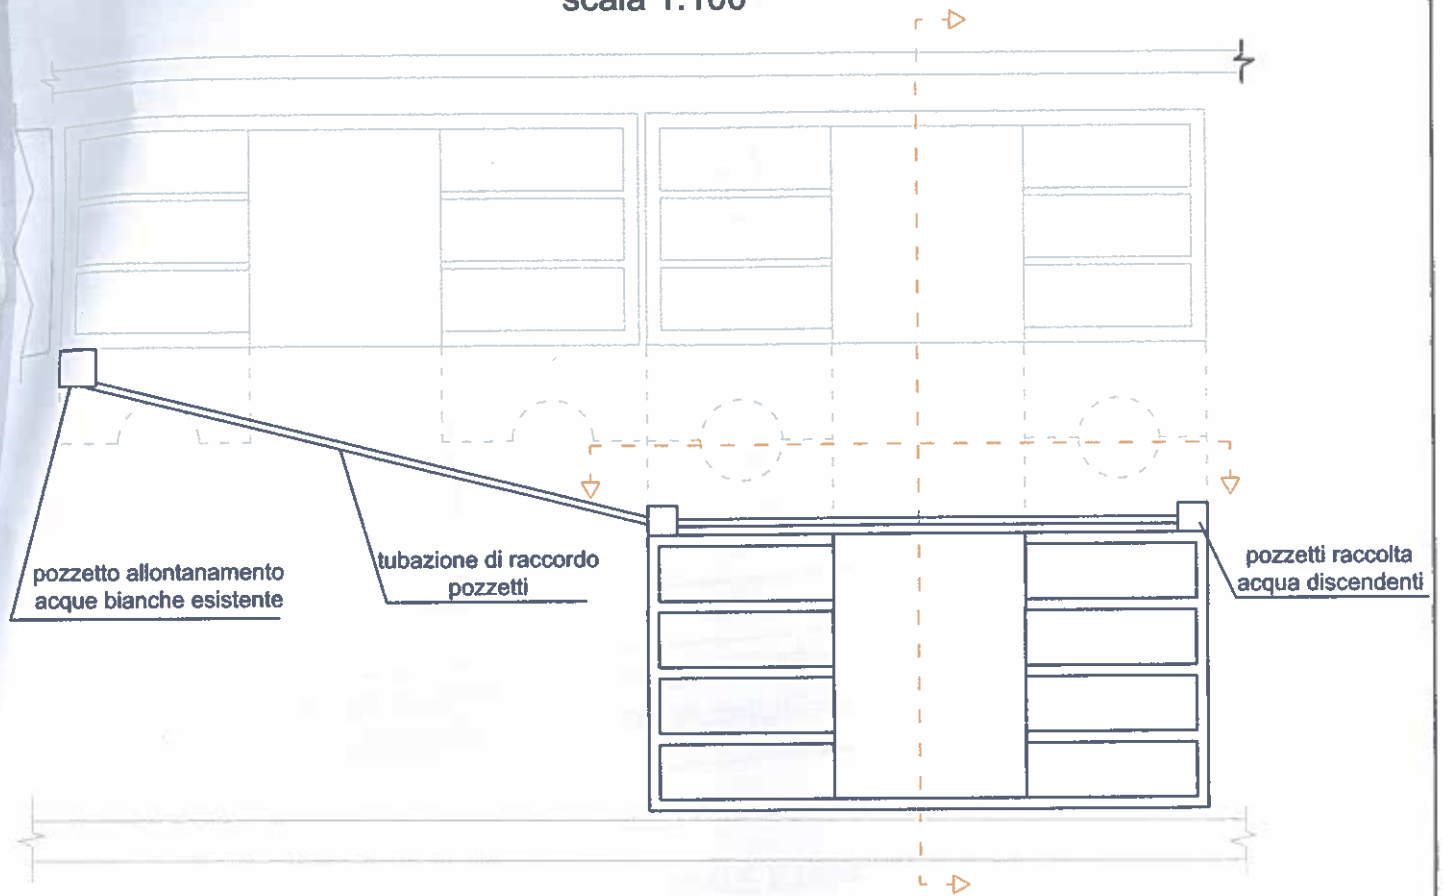 scala 1:100
pozzetto allontanamento
acque bianche esistente
tubazione di raccordo
pozzetti
pozzetti raccolta
acqua discendenti